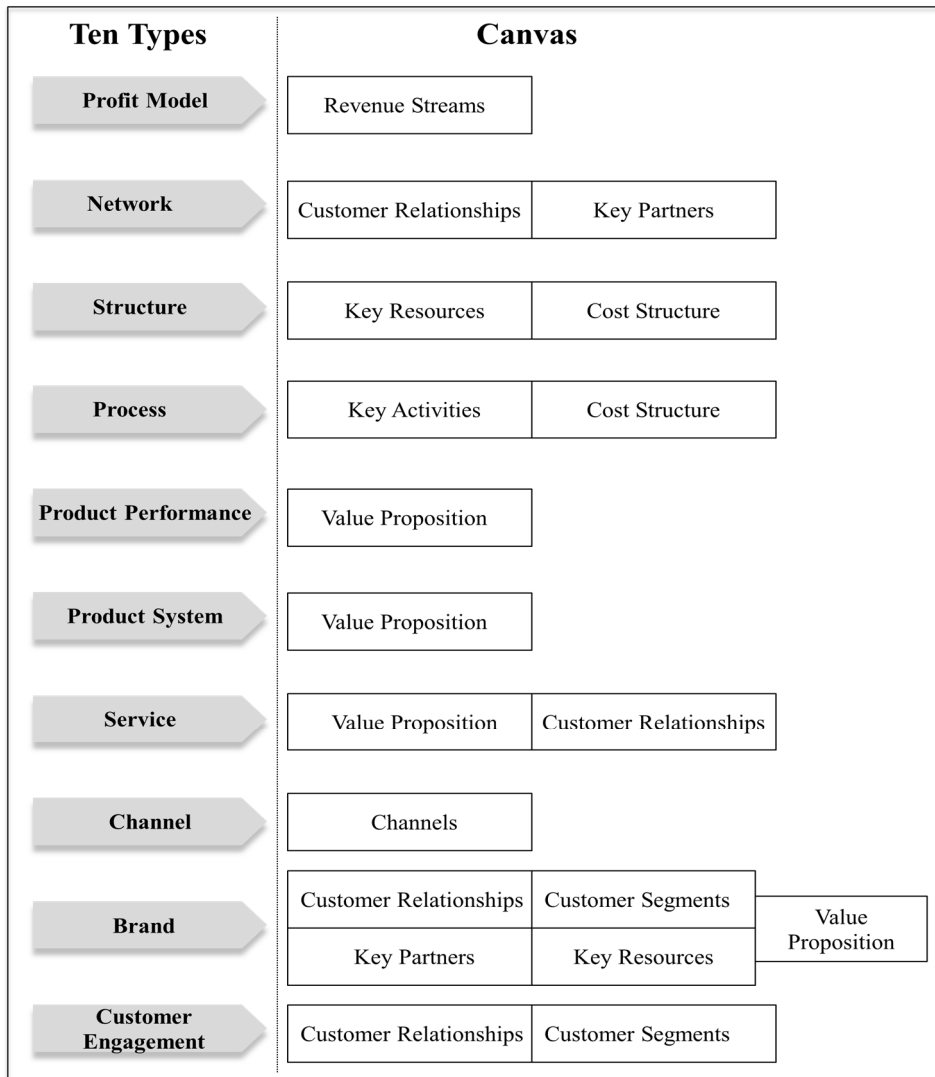 Ten Types
Canvas
Profit Model
Revenue Streams
Network
Customer Relationships
Key Partners
Structure
Key Resources
Cost Structure
Process
Key Activities
Cost Structure
Product Performance
Value Proposition
Product System
Value Proposition
Service
Value Proposition
Customer Relationships
Channel
Channels
Brand
Customer Relationships
Customer Segments
Key Partners
Key Resources
Value
Proposition
Customer
Engagement
Customer Relationships
Customer Segments